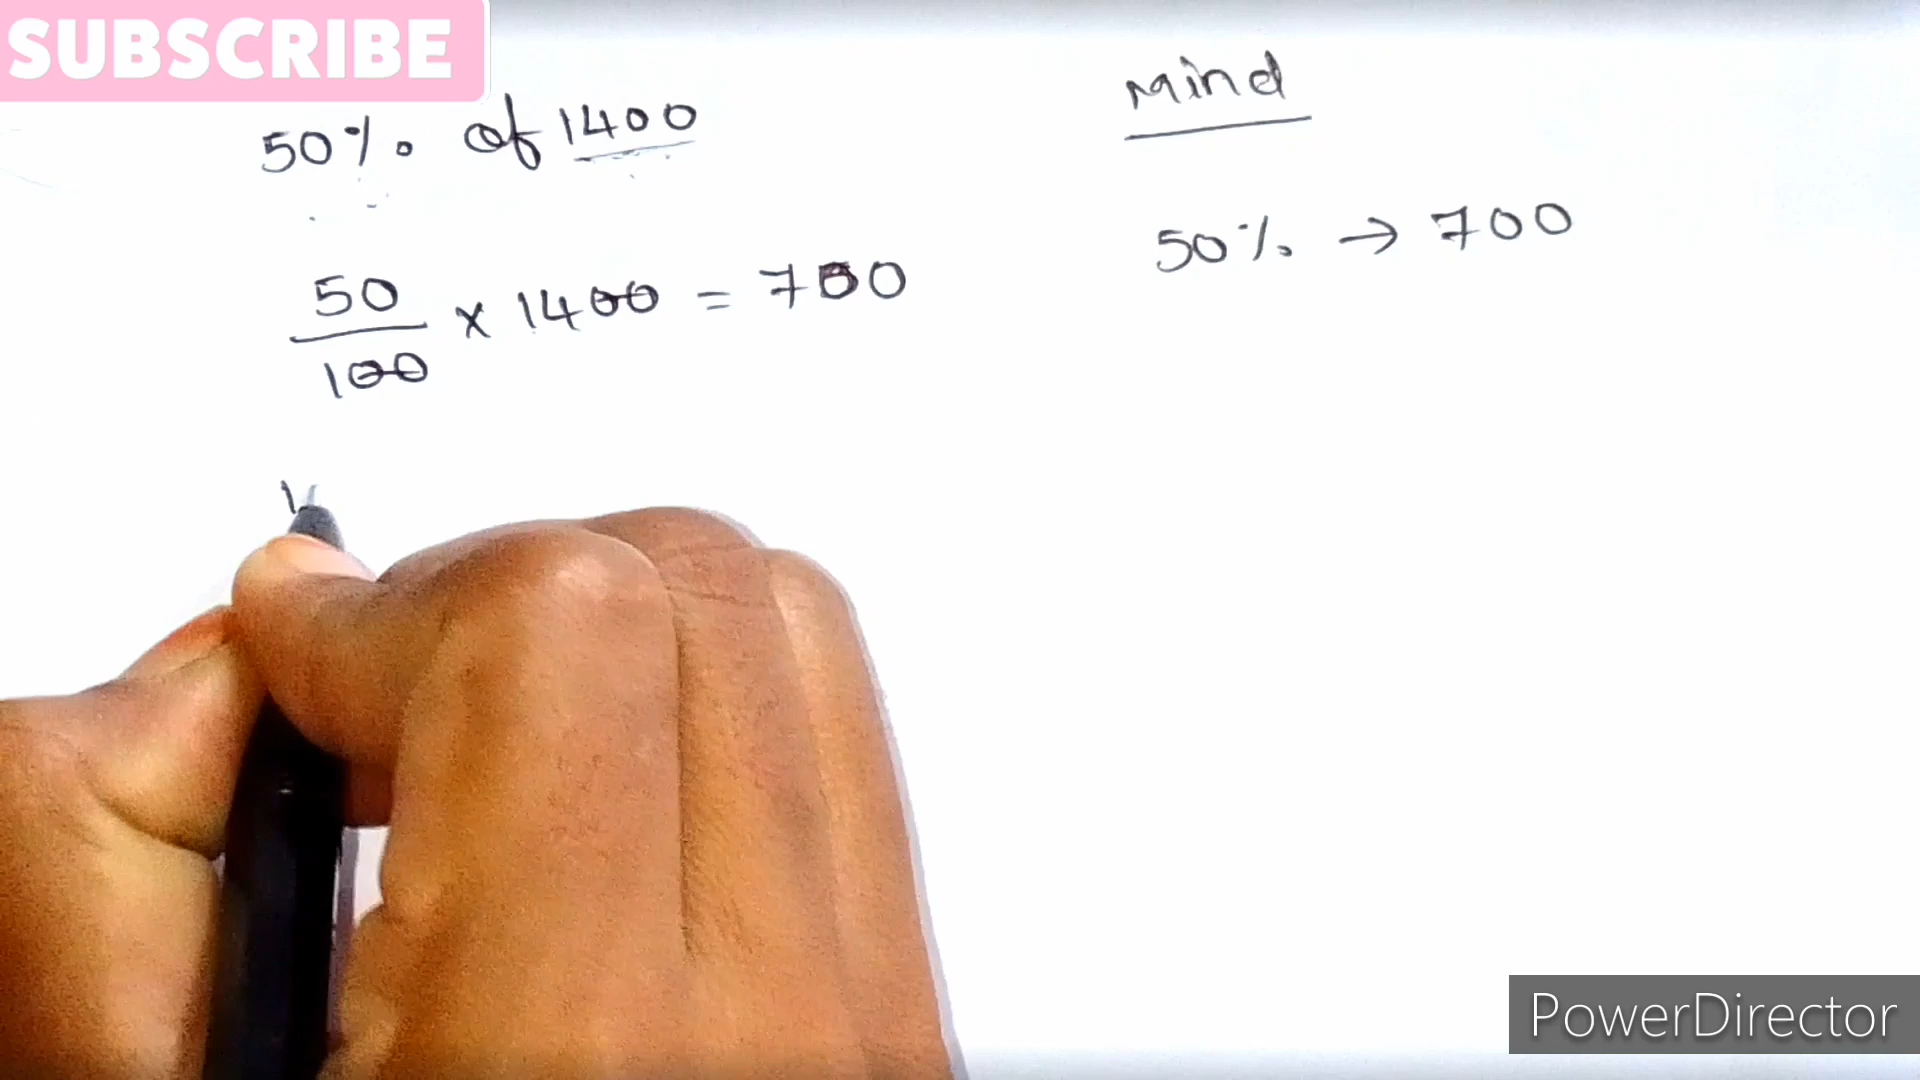 SUBSCRIBE
50% of 1400
Mind
50% → 700
50/100 × 1400 = 700
PowerDirector